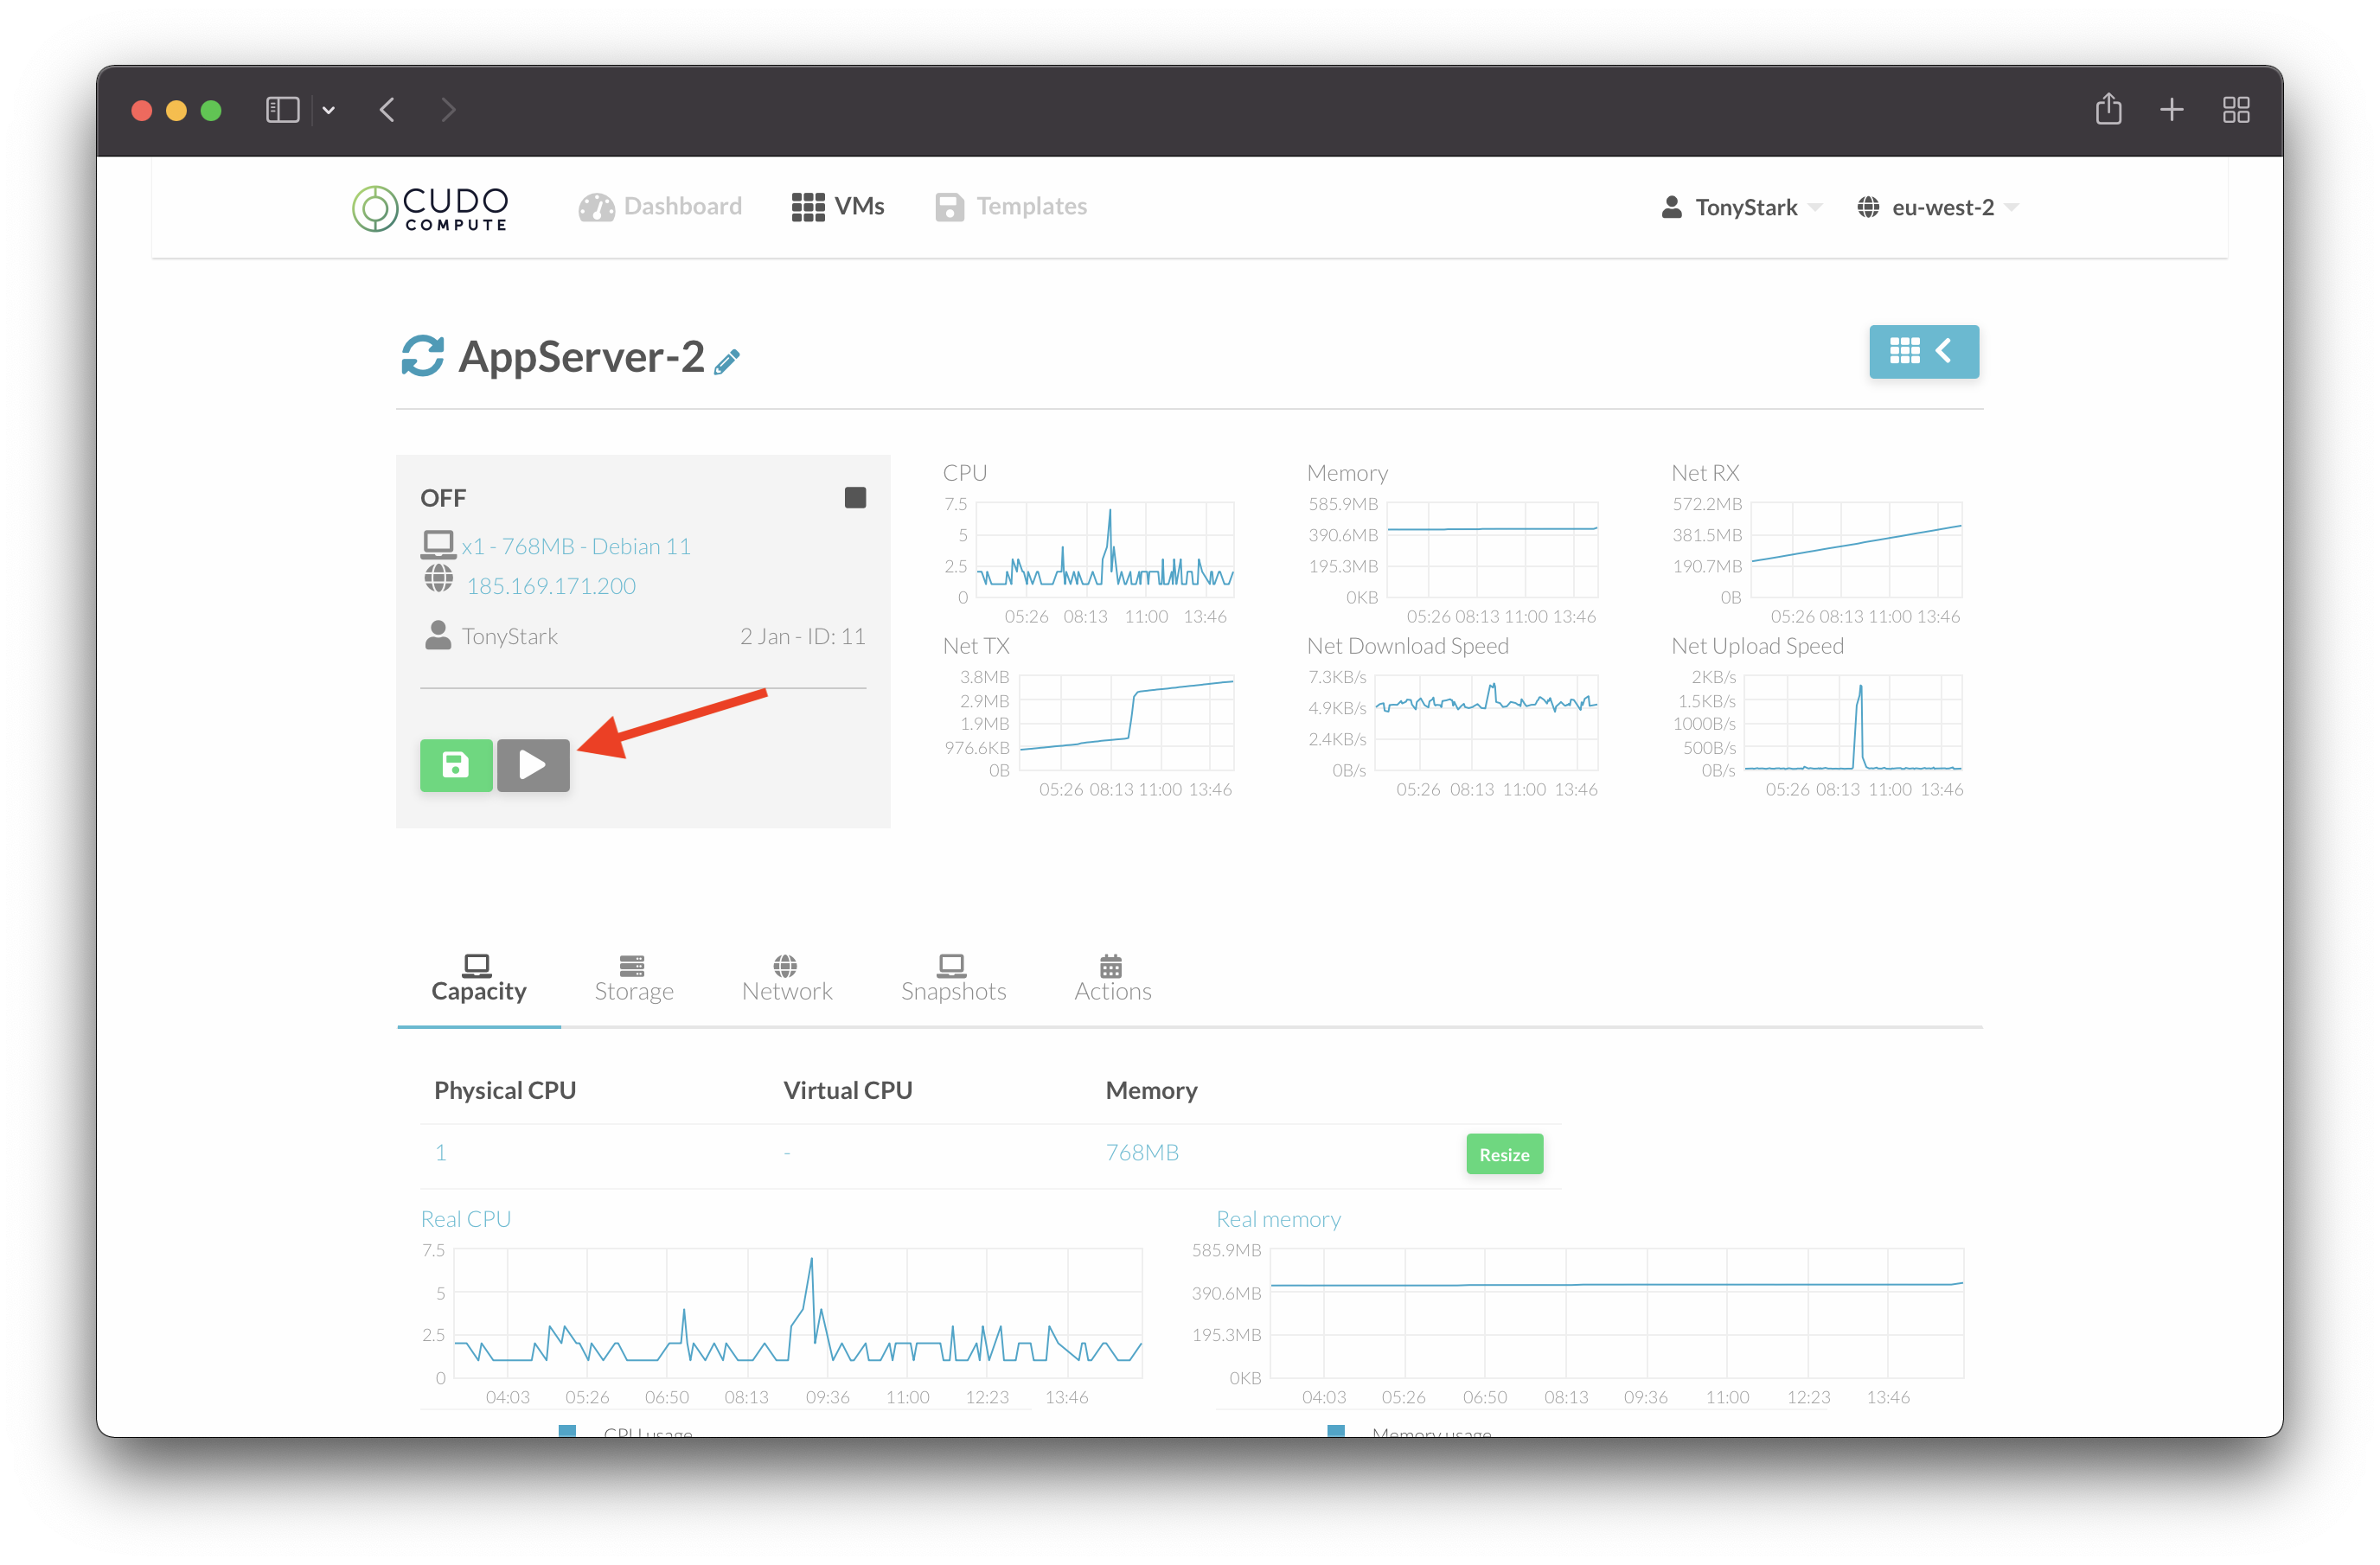 CUDO
COMPUTE
Dashboard
VMs
Templates
TonyStark
eu-west-2
AppServer-2
OFF
x1 - 768MB - Debian 11
185.169.171.200
TonyStark
2 Jan - ID: 11
CPU
7.5
5
2.5
0
05:26 08:13 11:00 13:46
Memory
585.9MB
390.6MB
195.3MB
0KB
05:26 08:13 11:00 13:46
Net RX
572.2MB
381.5MB
190.7MB
0B
05:26 08:13 11:00 13:46
Net TX
3.8MB
2.9MB
1.9MB
976.6KB
0B
05:26 08:13 11:00 13:46
Net Download Speed
7.3KB/s
4.9KB/s
2.4KB/s
0B/s
05:26 08:13 11:00 13:46
Net Upload Speed
2KB/s
1.5KB/s
1000B/s
500B/s
0B/s
05:26 08:13 11:00 13:46
Capacity
Storage
Network
Snapshots
Actions
Physical CPU Virtual CPU Memory
1 - 768MB
Resize
Real CPU
7.5
5
2.5
0
04:03 05:26 06:50 08:13 09:36 11:00 12:23 13:46
CPU usage
Real memory
585.9MB
390.6MB
195.3MB
0KB
04:03 05:26 06:50 08:13 09:36 11:00 12:23 13:46
Memory usage